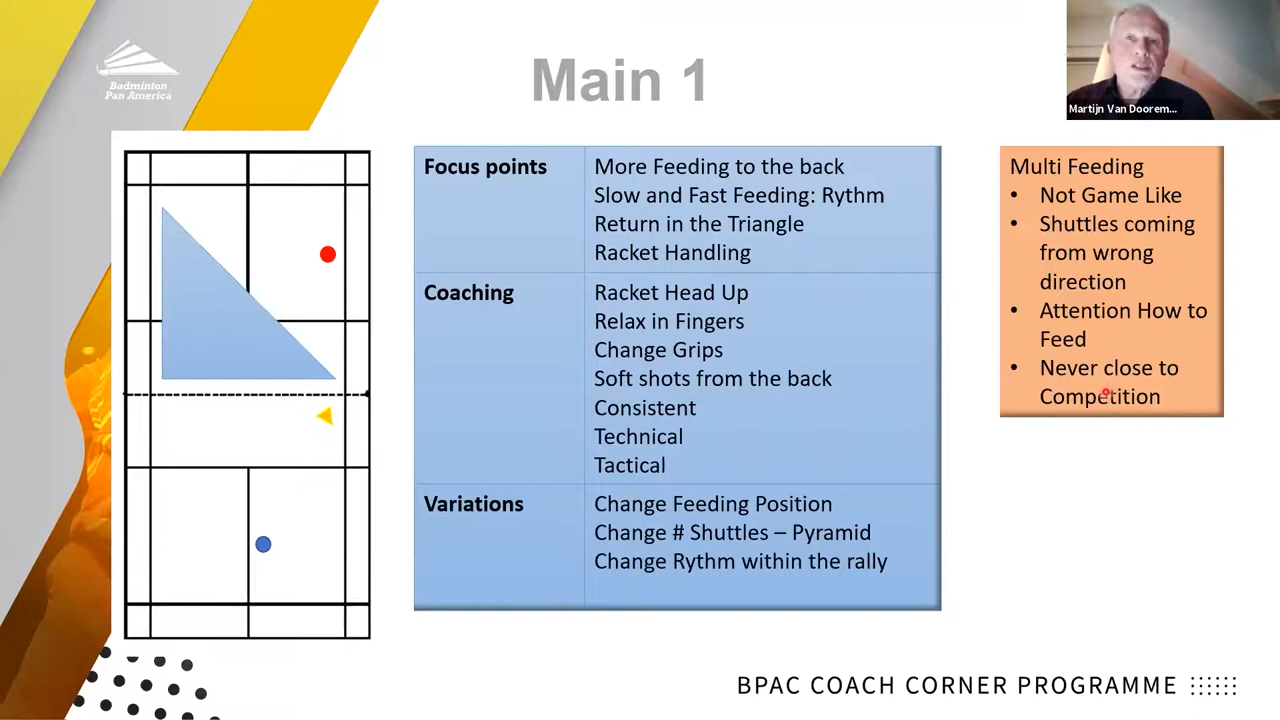 Badminton
Pan America
Main 1
Martijn Van Doorem...
Focus points
More Feeding to the back
Slow and Fast Feeding: Rythm
Return in the Triangle
Racket Handling
Coaching
Racket Head Up
Relax in Fingers
Change Grips
Soft shots from the back
Consistent
Technical
Tactical
Variations
Change Feeding Position
Change # Shuttles – Pyramid
Change Rythm within the rally
Multi Feeding
• Not Game Like
• Shuttles coming
from wrong
direction
• Attention How to
Feed
• Never close to
Competition
BPAC COACH CORNER PROGRAMME